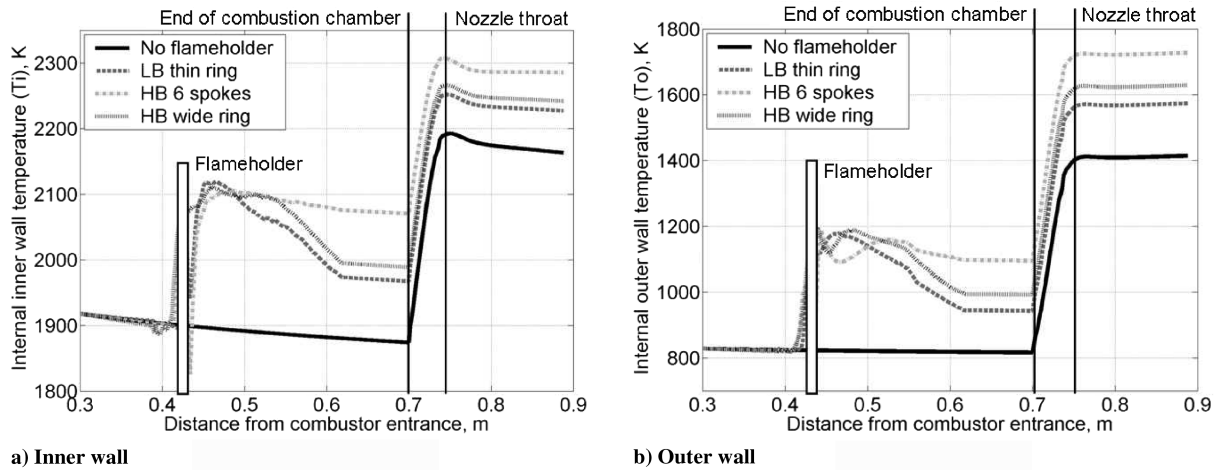 End of combustion chamber
Nozzle throat
Internal inner wall temperature (Ti), K
2300
2200
2100
2000
1900
1800
No flameholder
LB thin ring
HB 6 spokes
HB wide ring
Flameholder
0.3 0.4 0.5 0.6 0.7 0.8 0.9
Distance from combustor entrance, m
a) Inner wall
End of combustion chamber
Nozzle throat
Internal outer wall temperature (To), K
1800
1600
1400
1200
1000
800
No flameholder
LB thin ring
HB 6 spokes
HB wide ring
Flameholder
0.3 0.4 0.5 0.6 0.7 0.8 0.9
Distance from combustor entrance, m
b) Outer wall